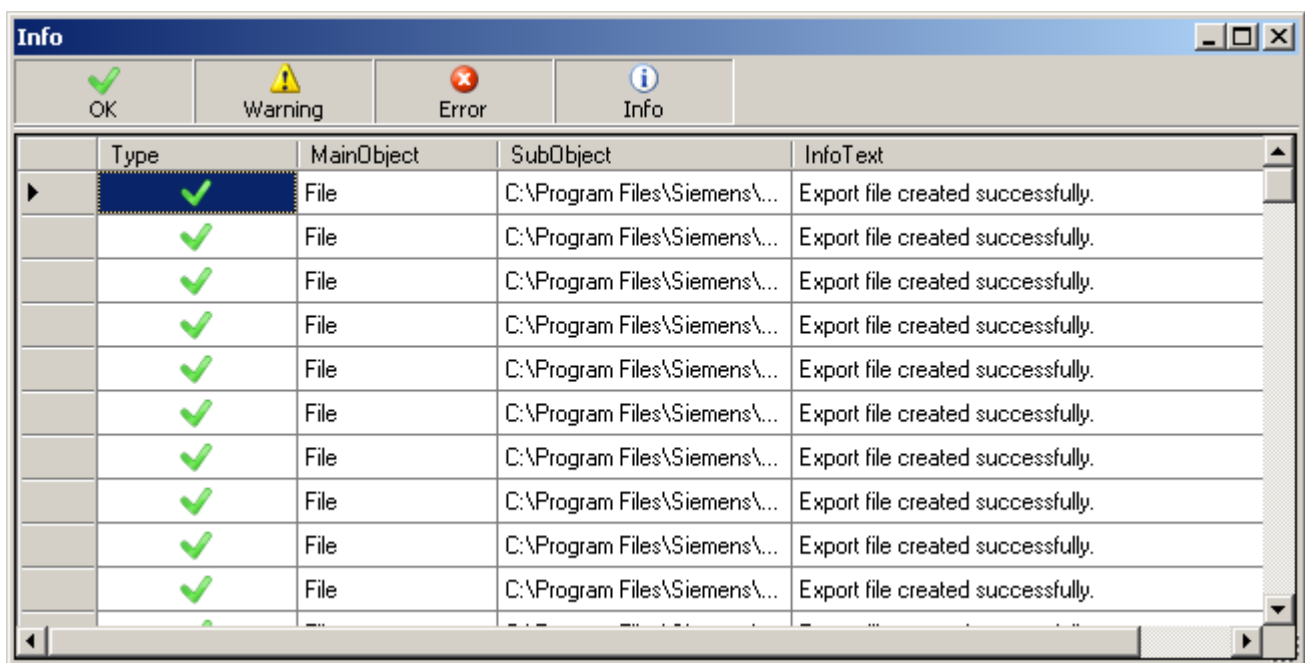 Info
OK Warning Error Info
Type MainObject SubObject InfoText
File C:\Program Files\Siemens\... Export file created successfully.
File C:\Program Files\Siemens\... Export file created successfully.
File C:\Program Files\Siemens\... Export file created successfully.
File C:\Program Files\Siemens\... Export file created successfully.
File C:\Program Files\Siemens\... Export file created successfully.
File C:\Program Files\Siemens\... Export file created successfully.
File C:\Program Files\Siemens\... Export file created successfully.
File C:\Program Files\Siemens\... Export file created successfully.
File C:\Program Files\Siemens\... Export file created successfully.
File C:\Program Files\Siemens\... Export file created successfully.